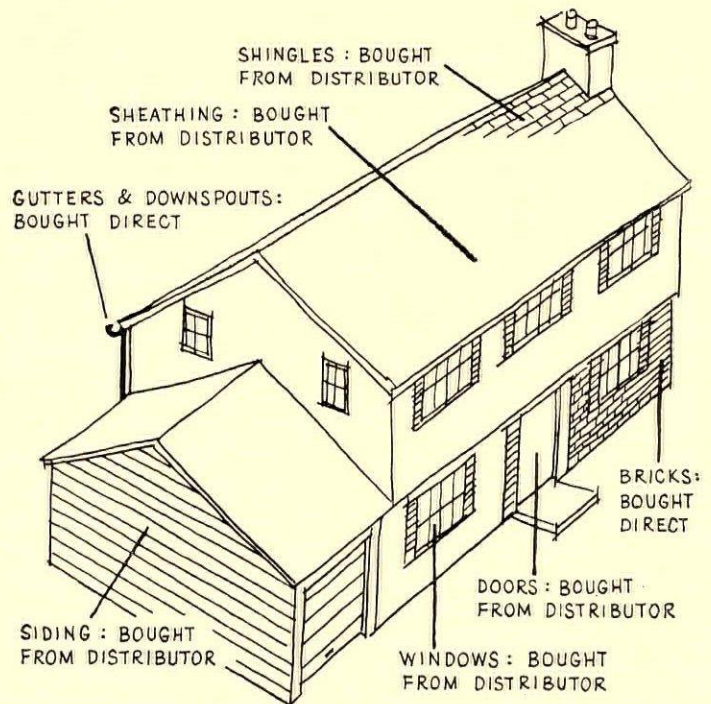 SHINGLES : BOUGHT
FROM DISTRIBUTOR
SHEATHING : BOUGHT
FROM DISTRIBUTOR
GUTTERS & DOWNSPOUTS:
BOUGHT DIRECT
BRICKS:
BOUGHT
DIRECT
DOORS : BOUGHT
FROM DISTRIBUTOR
SIDING : BOUGHT
FROM DISTRIBUTOR
WINDOWS : BOUGHT
FROM DISTRIBUTOR